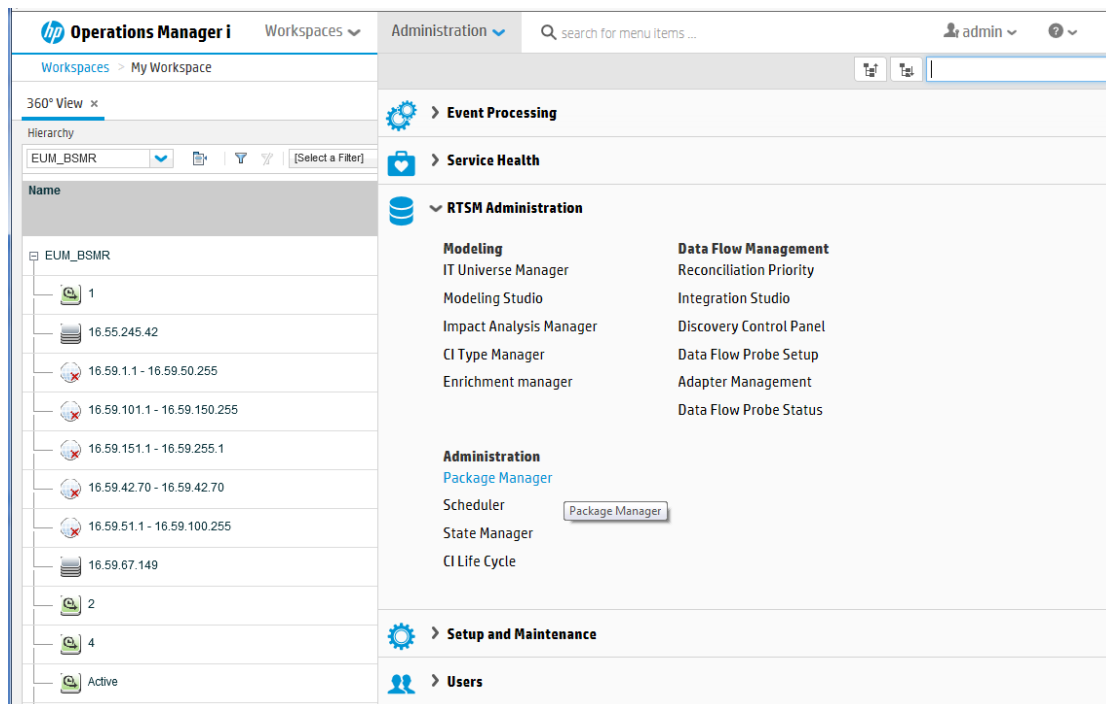 hp Operations Manager i Workspaces Administration search for menu items ... admin ?
Workspaces > My Workspace
360° View ×
Hierarchy
EUM_BSMR [Select a Filter]
Name
EUM_BSMR
1
16.55.245.42
16.59.1.1 - 16.59.50.255
16.59.101.1 - 16.59.150.255
16.59.151.1 - 16.59.255.1
16.59.42.70 - 16.59.42.70
16.59.51.1 - 16.59.100.255
16.59.67.149
2
4
Active
Event Processing
Service Health
RTSM Administration
Modeling
IT Universe Manager
Modeling Studio
Impact Analysis Manager
CI Type Manager
Enrichment manager
Data Flow Management
Reconciliation Priority
Integration Studio
Discovery Control Panel
Data Flow Probe Setup
Adapter Management
Data Flow Probe Status
Administration
Package Manager
Scheduler
Package Manager
State Manager
CI Life Cycle
Setup and Maintenance
Users